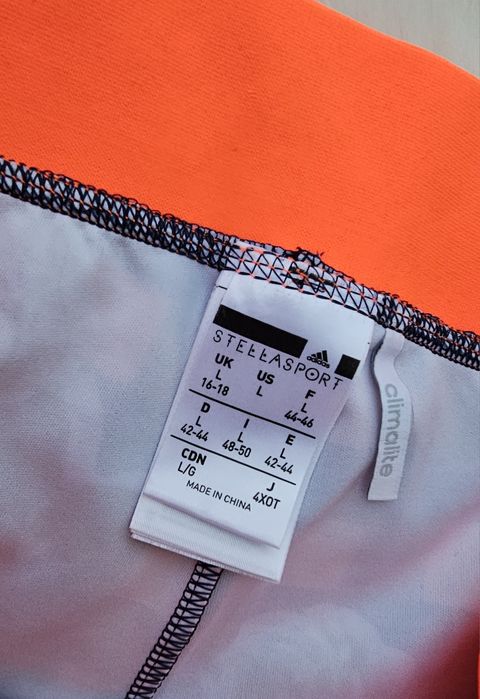 STELLASPORT
UK US F
L L L
16-18 44-46
D I E
L L L
42-44 48-50 42-44
CDN J
L/G 4XOT
MADE IN CHINA
climalite